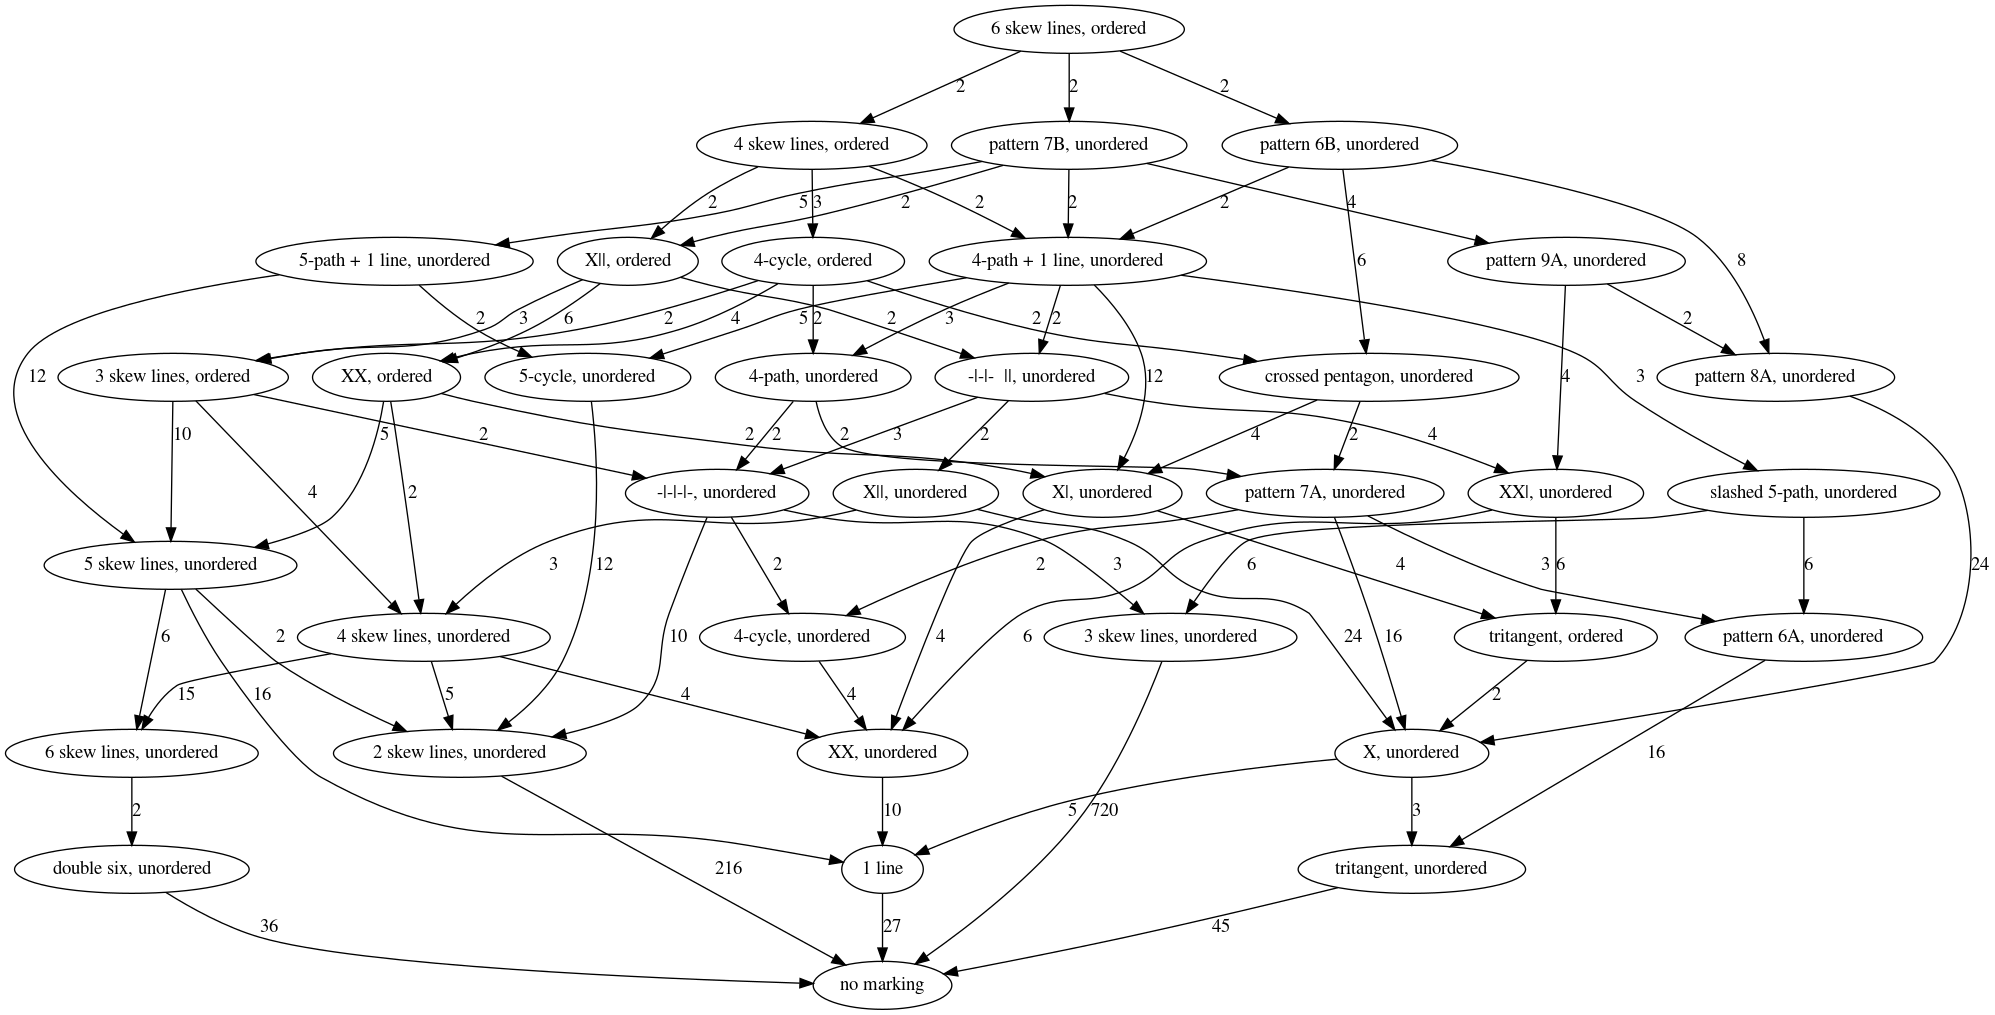 6 skew lines, ordered
2 2 2
4 skew lines, ordered
pattern 7B, unordered
pattern 6B, unordered
2 5 3 2 2 2 2 4 6 8
5-path + 1 line, unordered
X||, ordered
4-cycle, ordered
4-path + 1 line, unordered
pattern 9A, unordered
2 3 6 2 4 5 2 2 3 2 2 2
12 12 4 3
3 skew lines, ordered
XX, ordered
5-cycle, unordered
4-path, unordered
-|-|- ||, unordered
crossed pentagon, unordered
pattern 8A, unordered
10 2 5 2 2 2 3 2 4 2 4
4 2
-|-|-|-, unordered
X||, unordered
X|, unordered
pattern 7A, unordered
XX|, unordered
slashed 5-path, unordered
5 skew lines, unordered
3 12 2 2 3 6 4 3 6 6 24
6 2 10 4 6 24 16
4 skew lines, unordered
4-cycle, unordered
3 skew lines, unordered
tritangent, ordered
pattern 6A, unordered
15 16 5 4 4 2 16
6 skew lines, unordered
2 skew lines, unordered
XX, unordered
X, unordered
2 10 5 720 3
double six, unordered
1 line
tritangent, unordered
216
36 27 45
no marking